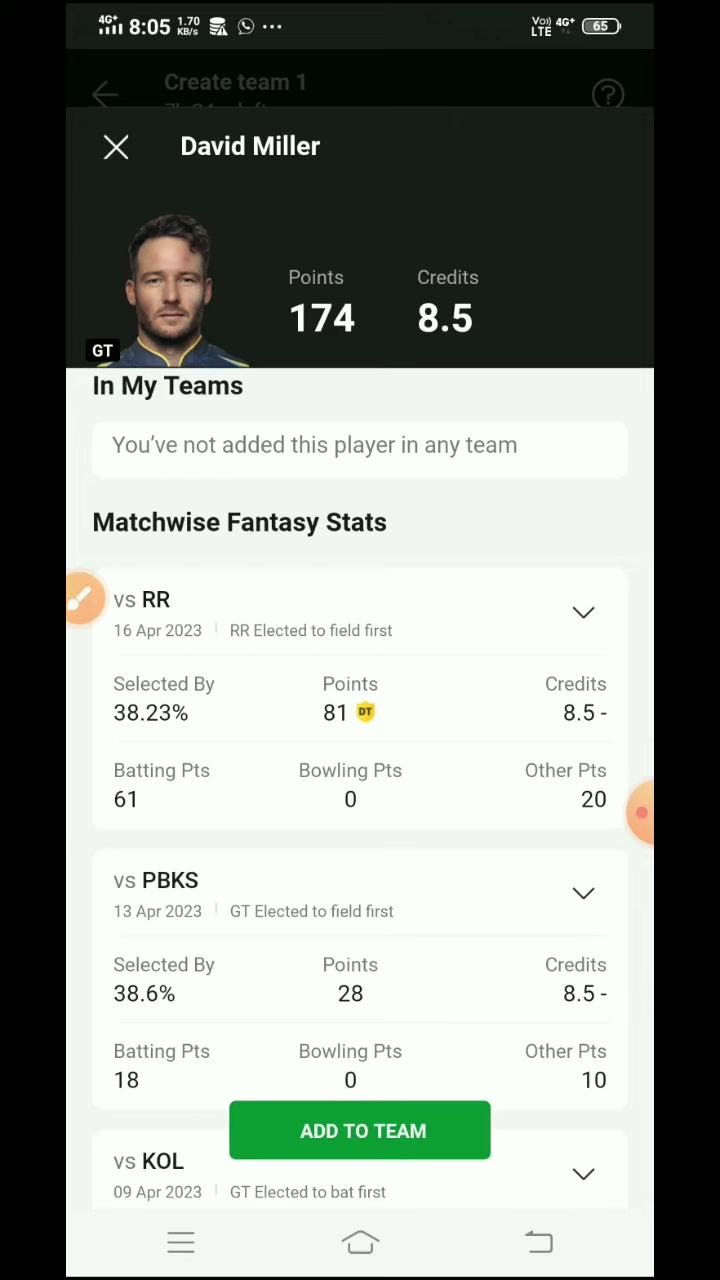 4G+ 8:05 1.70 KB/s ... Vo) LTE 4G+ 65
Create team 1
David Miller
Points Credits
174 8.5
GT
In My Teams
You've not added this player in any team
Matchwise Fantasy Stats
vs RR
16 Apr 2023 | RR Elected to field first
Selected By Points Credits
38.23% 81 DT 8.5 -
Batting Pts Bowling Pts Other Pts
61 0 20
vs PBKS
13 Apr 2023 | GT Elected to field first
Selected By Points Credits
38.6% 28 8.5 -
Batting Pts Bowling Pts Other Pts
18 0 10
ADD TO TEAM
vs KOL
09 Apr 2023 | GT Elected to bat first